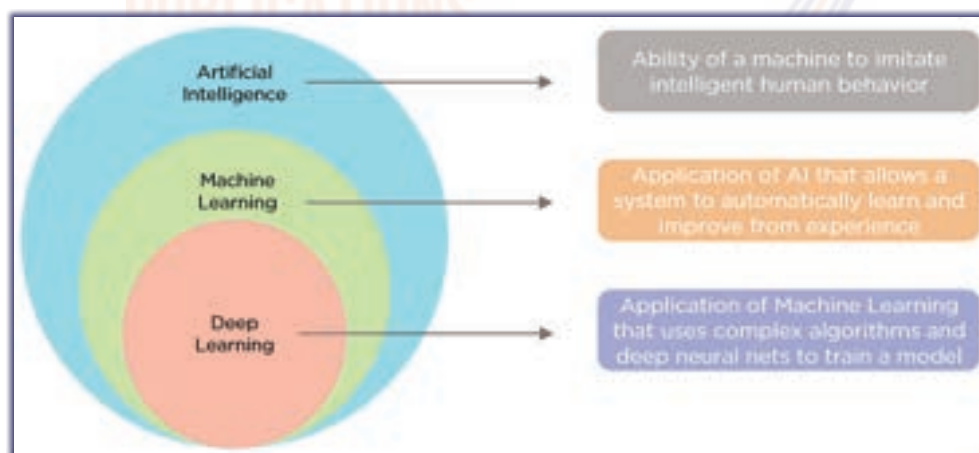 PUBLICATIONS
Artificial
Intelligence
Ability of a machine to imitate
intelligent human behavior
Machine
Learning
Application of AI that allows a
system to automatically learn and
improve from experience
Deep
Learning
Application of Machine Learning
that uses complex algorithms and
deep neural nets to train a model